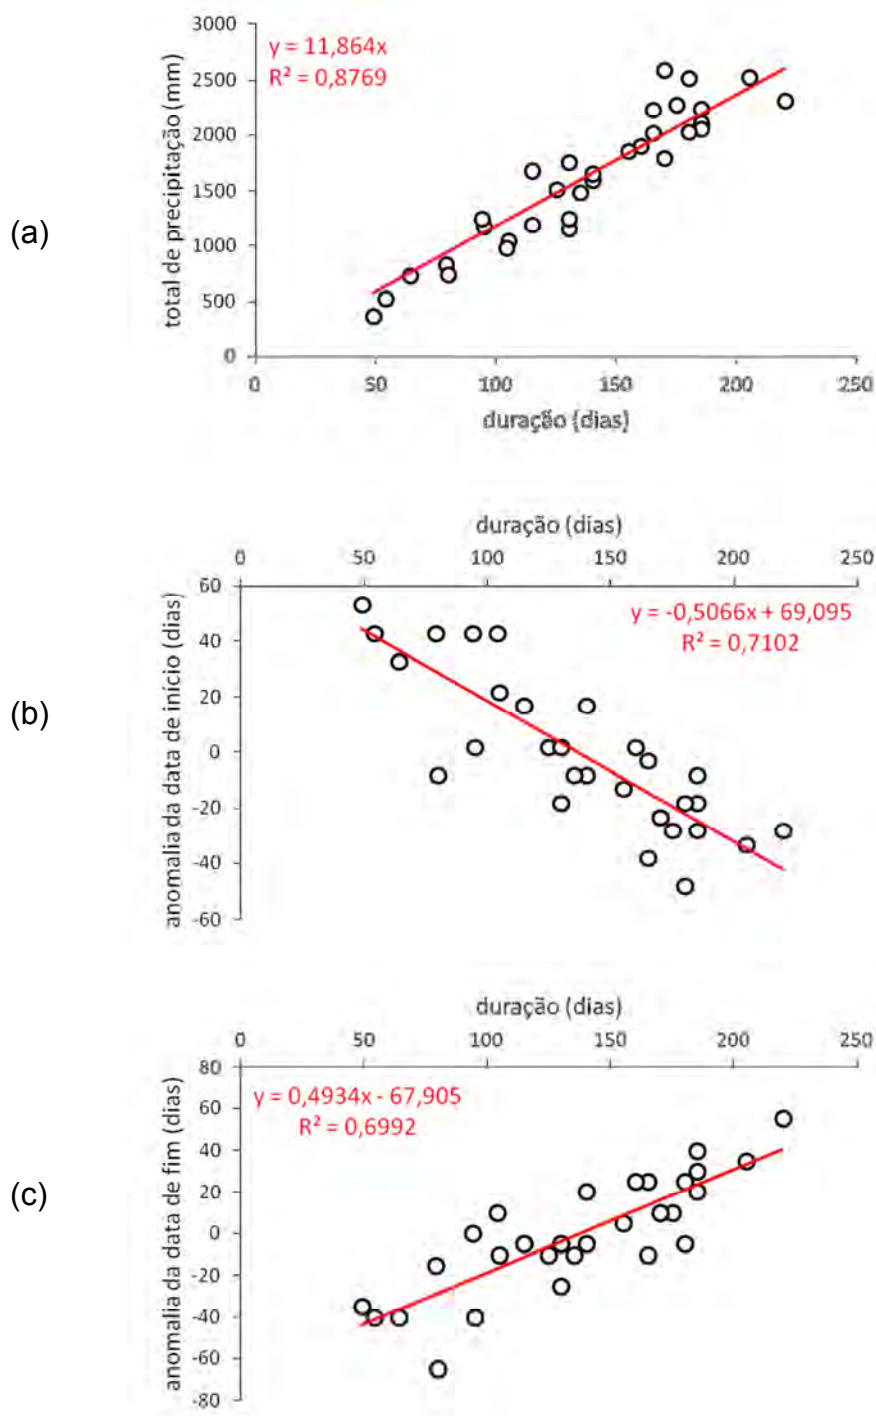 y = 11,864x
R² = 0,8769
total de precipitação (mm)
3000
2500
2000
1500
1000
500
0
0 50 100 150 200 250
duração (dias)
(a)
duração (dias)
0 50 100 150 200 250
y = -0,5066x + 69,095
R² = 0,7102
anomalia da data de início (dias)
60
40
20
0
-20
-40
-60
(b)
duração (dias)
0 50 100 150 200 250
y = 0,4934x - 67,905
R² = 0,6992
anomalia da data de fim (dias)
80
60
40
20
0
-20
-40
-60
-80
(c)